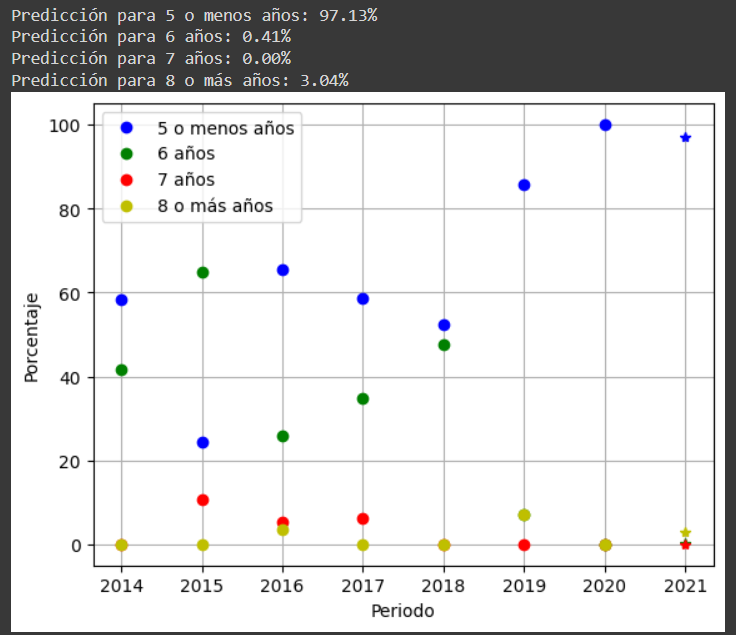 Predicción para 5 o menos años: 97.13%
Predicción para 6 años: 0.41%
Predicción para 7 años: 0.00%
Predicción para 8 o más años: 3.04%
100
80
60
40
20
0
Porcentaje
5 o menos años
6 años
7 años
8 o más años
2014 2015 2016 2017 2018 2019 2020 2021
Periodo